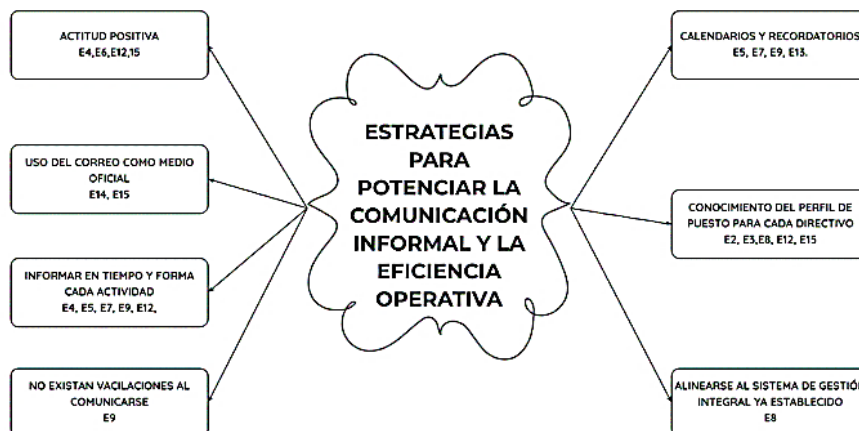 ACTITUD POSITIVA
E4,E6,E12,15
USO DEL CORREO COMO MEDIO
OFICIAL
E14, E15
INFORMAR EN TIEMPO Y FORMA
CADA ACTIVIDAD
E4, E5, E7, E9, E12,
NO EXISTAN VACILACIONES AL
COMUNICARSE
E9
ESTRATEGIAS
PARA
POTENCIAR LA
COMUNICACIÓN
INFORMAL Y LA
EFICIENCIA
OPERATIVA
CALENDARIOS Y RECORDATORIOS
E5, E7, E9, E13.
CONOCIMIENTO DEL PERFIL DE
PUESTO PARA CADA DIRECTIVO
E2, E3,E8, E12, E15
ALINEARSE AL SISTEMA DE GESTIÓN
INTEGRAL YA ESTABLECIDO
E8